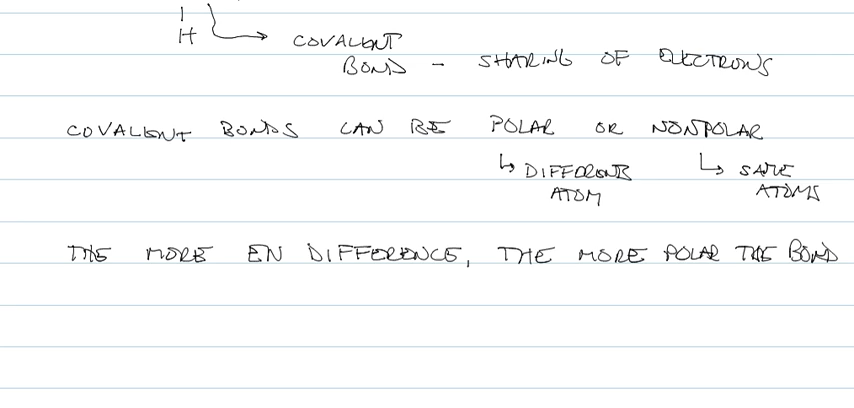 H
COVALENT
BOND - SHARING OF ELECTRONS
COVALENT BONDS CAN BE POLAR OR NONPOLAR
↳ DIFFERENT ↳ SAME
ATOM ATOMS
THE MORE EN DIFFERENCE, THE MORE POLAR THE BOND